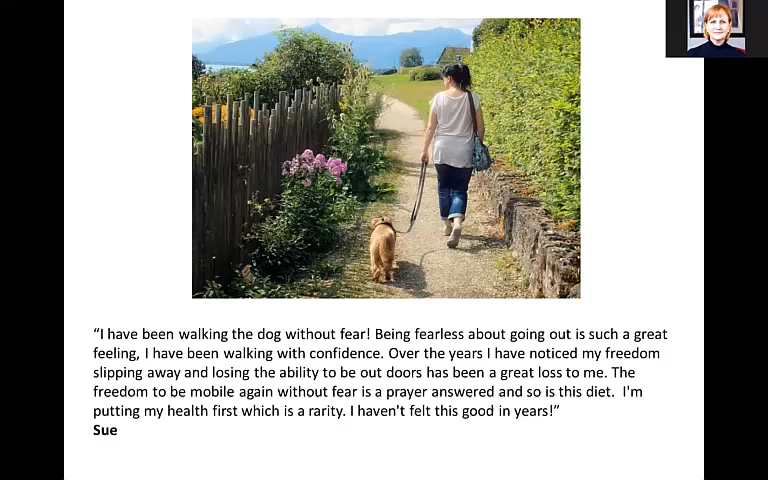 “I have been walking the dog without fear! Being fearless about going out is such a great
feeling, I have been walking with confidence. Over the years I have noticed my freedom
slipping away and losing the ability to be out doors has been a great loss to me. The
freedom to be mobile again without fear is a prayer answered and so is this diet.  I'm
putting my health first which is a rarity. I haven't felt this good in years!”
Sue